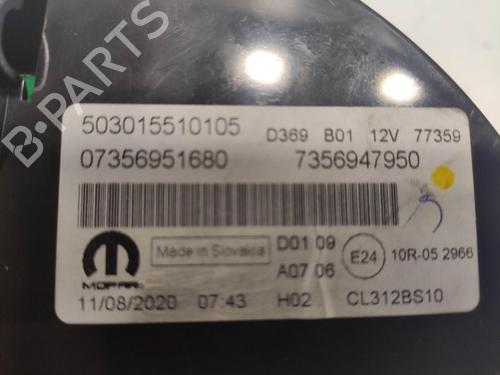 B-PARTS
503015510105 D369 B01 12V 77359
07356951680 7356947950
MOPAR
Made in Slovakia
D01 09
A07 06
E24
10R-05 2966
11/08/2020 07:43 H02 CL312BS10